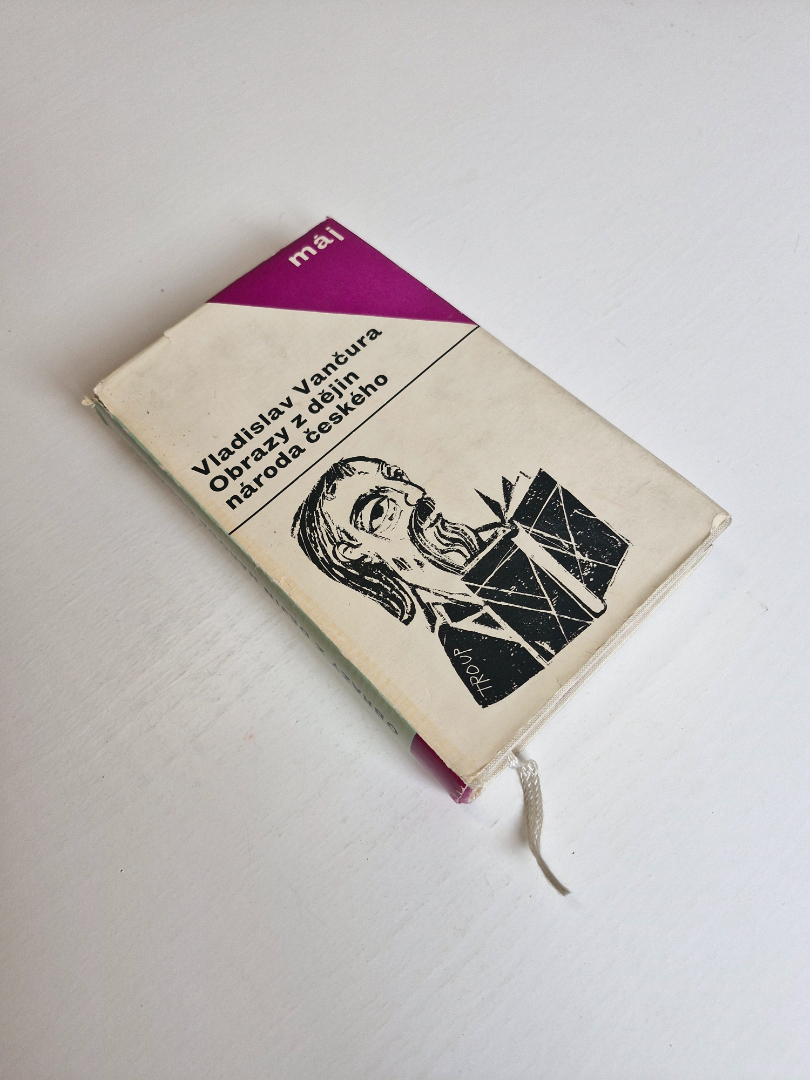 máj
Vladislav Vančura
Obrazy z dějin
národa českého
TROUP